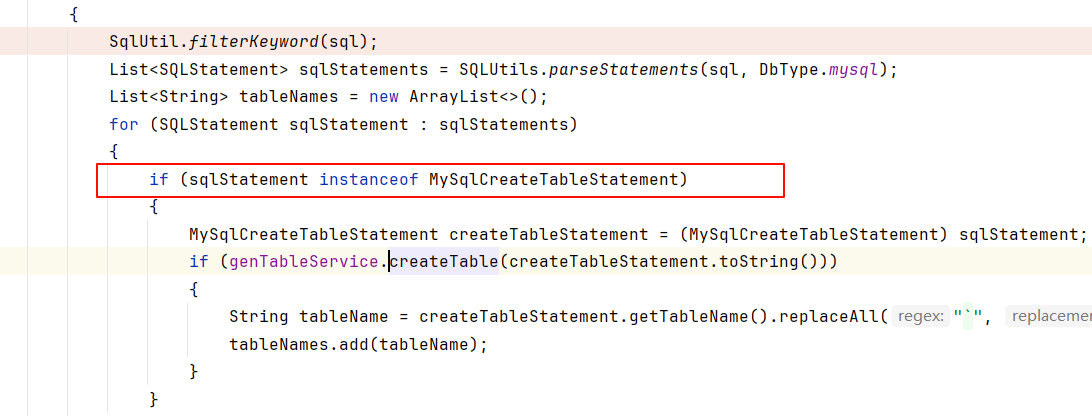 {
SqlUtil.filterKeyword(sql);
List<SQLStatement> sqlStatements = SQLUtils.parseStatements(sql, DbType.mysql);
List<String> tableNames = new ArrayList<>();
for (SQLStatement sqlStatement : sqlStatements)
{
if (sqlStatement instanceof MySqlCreateTableStatement)
{
MySqlCreateTableStatement createTableStatement = (MySqlCreateTableStatement) sqlStatement;
if (genTableService.createTable(createTableStatement.toString()))
{
String tableName = createTableStatement.getTableName().replaceAll( regex: "`", replacemen
tableNames.add(tableName);
}
}